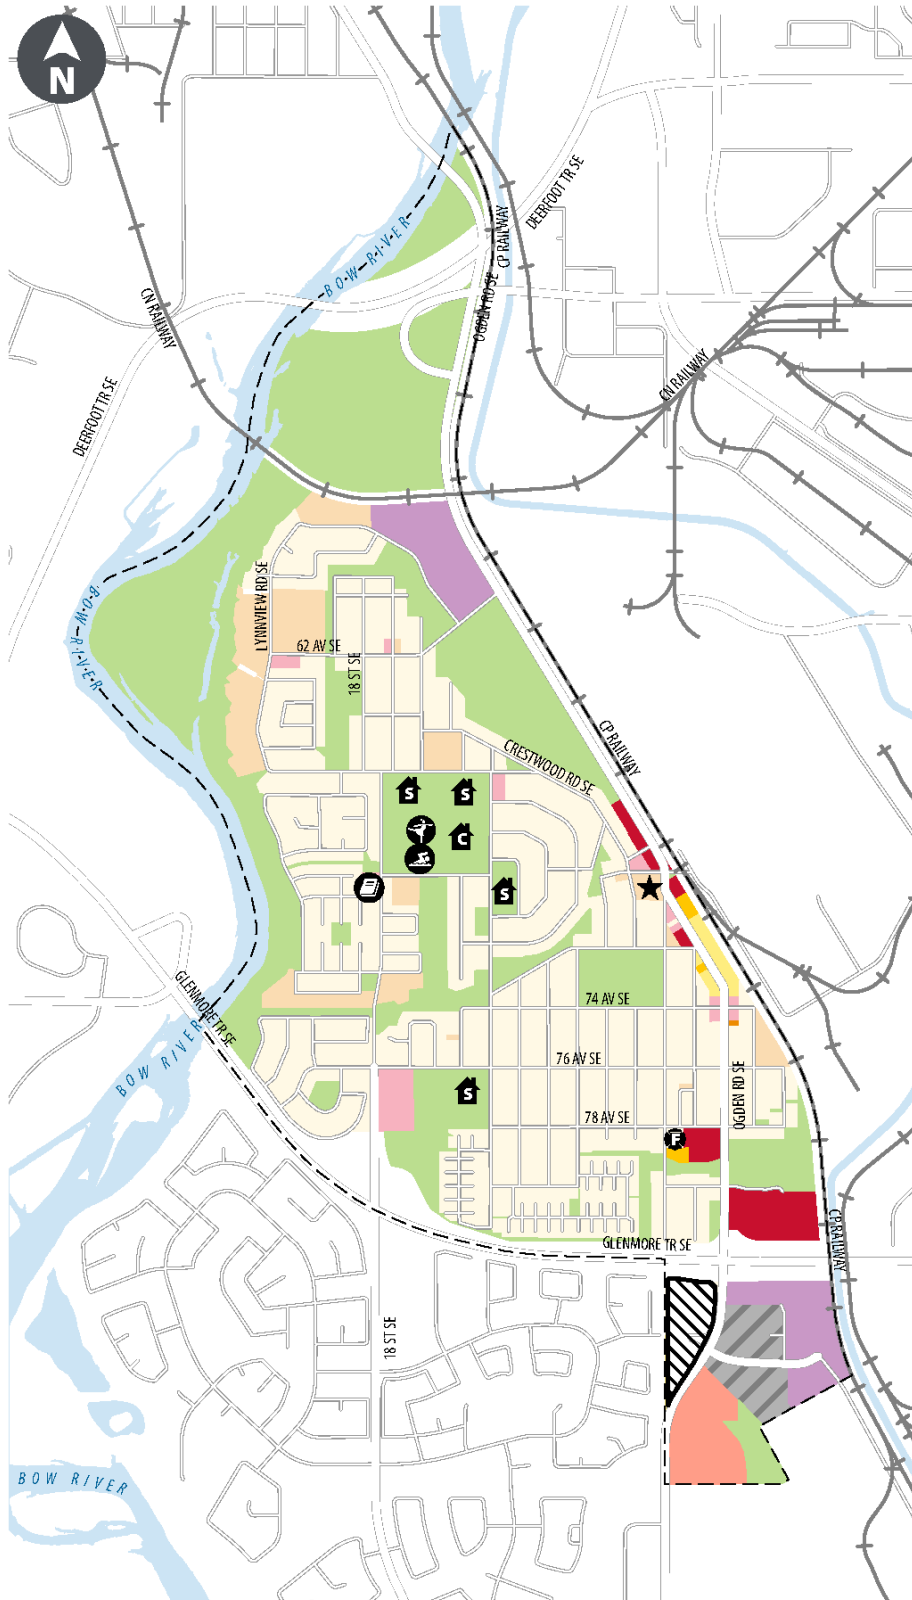 N
DEERFOOT TR SE
CP RAILWAY
BOW RIVER
OGDEN RD SE
CN RAILWAY
CN RAILWAY
DEERFOOT TR SE
LYNNVIEW RD SE
BOW RIVER
62 AV SE
18 ST SE
CP RAILWAY
CRESTWOOD RD SE
S
S
C
S
GLENMORE TR SE
74 AV SE
BOW RIVER
76 AV SE
S
OGDEN RD SE
78 AV SE
F
CP RAILWAY
GLENMORE TR SE
18 ST SE
BOW RIVER